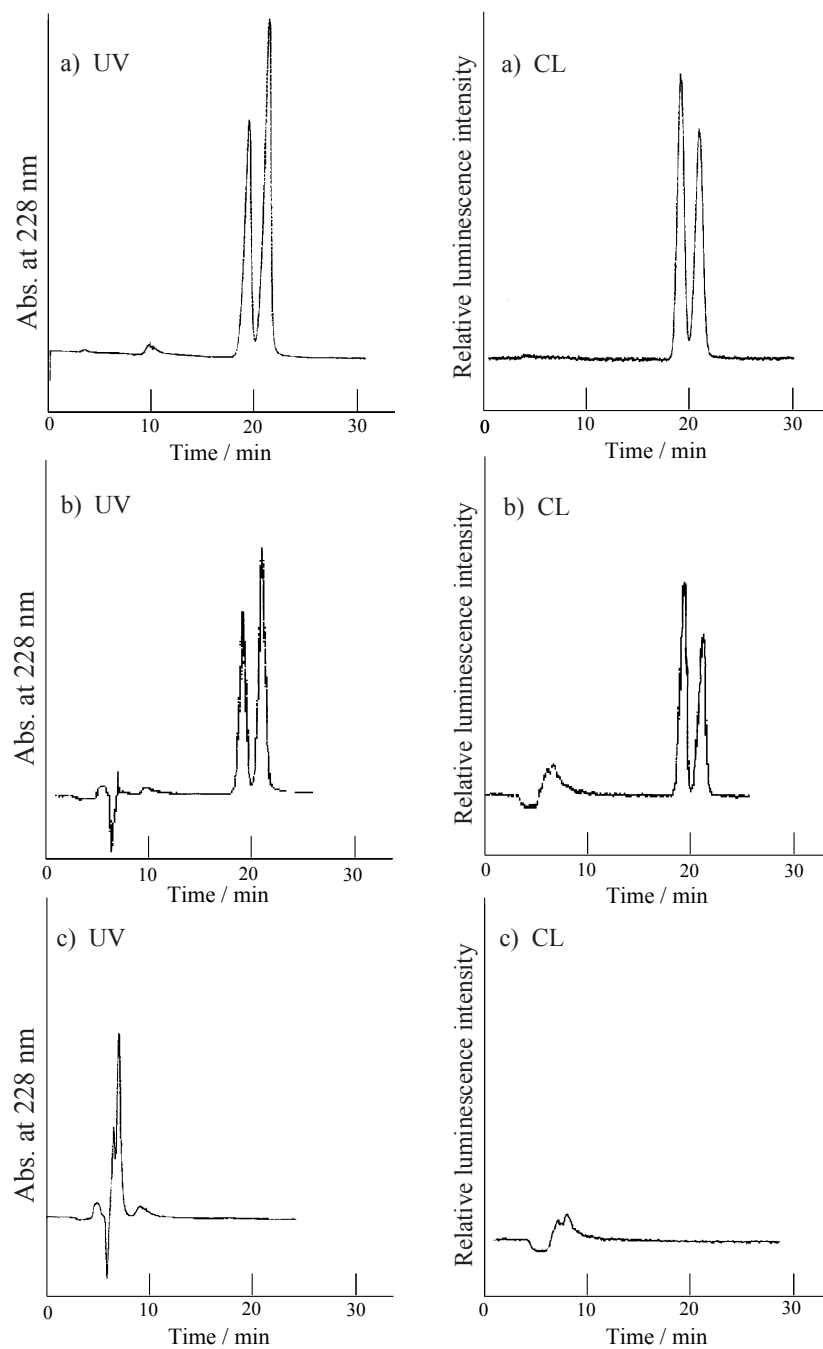 a) UV
Abs. at 228 nm
0 10 20 30
Time / min
a) CL
Relative luminescence intensity
0 10 20 30
Time / min
b) UV
Abs. at 228 nm
0 10 20 30
Time / min
b) CL
Relative luminescence intensity
0 10 20 30
Time / min
c) UV
Abs. at 228 nm
0 10 20 30
Time / min
c) CL
Relative luminescence intensity
0 10 20 30
Time / min